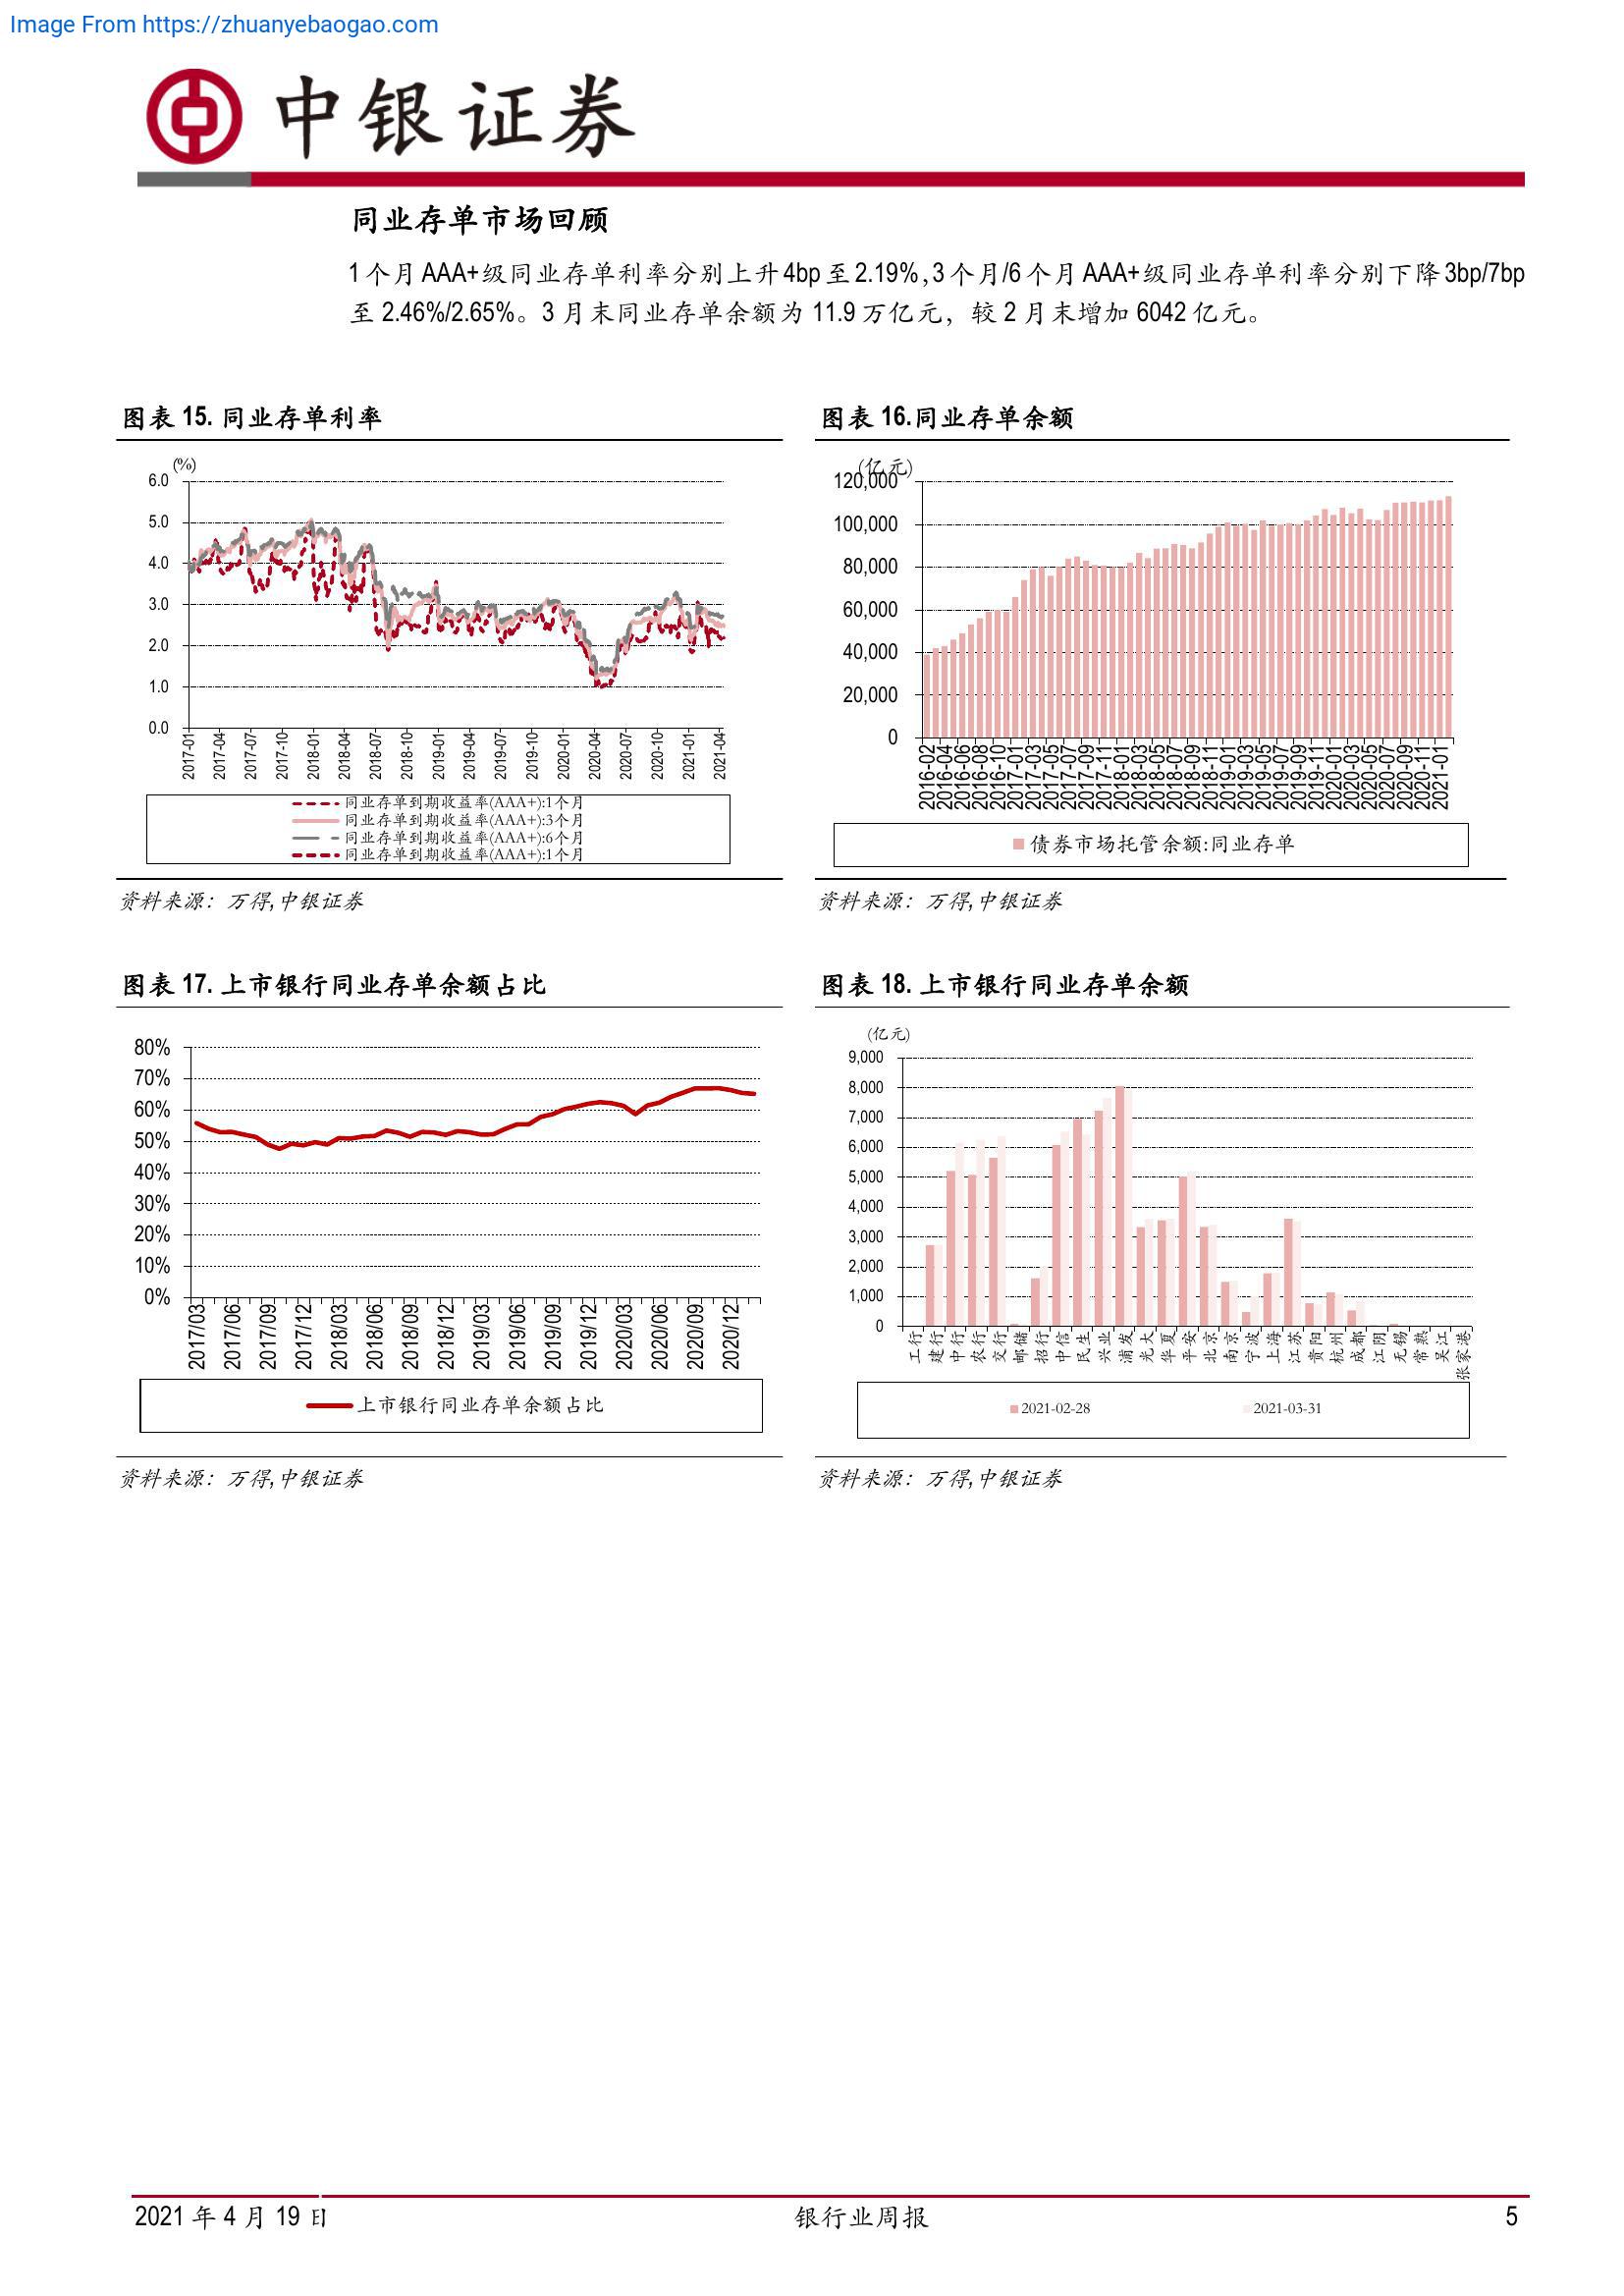 Image From https://zhuanyebaogao.com
中银证券
同业存单市场回顾
1个月AAA+级同业存单利率分别上升4bp至2.19%,3个月/6个月AAA+级同业存单利率分别下降3bp/7bp
至2.46%/2.65%。3月末同业存单余额为11.9万亿元，较2月末增加6042亿元。
图表 15. 同业存单利率
(%)
6.0
5.0
4.0
3.0
2.0
1.0
0.0
2017-01
2017-04
2017-07
2017-10
2018-01
2018-04
2018-07
2018-10
2019-01
2019-04
2019-07
2019-10
2020-01
2020-04
2020-07
2020-10
2021-01
2021-04
同业存单到期收益率(AAA+):1个月
同业存单到期收益率(AAA+):3个月
同业存单到期收益率(AAA+):6个月
同业存单到期收益率(AAA+):1个月
资料来源：万得,中银证券
图表 16.同业存单余额
(亿元)
120,000
100,000
80,000
60,000
40,000
20,000
0
2016-02
2016-04
2016-06
2016-08
2016-10
2017-01
2017-03
2017-05
2017-07
2017-09
2017-11
2018-01
2018-03
2018-05
2018-07
2018-09
2018-11
2019-01
2019-03
2019-05
2019-07
2019-09
2019-11
2020-01
2020-03
2020-05
2020-07
2020-09
2020-11
2021-01
债券市场托管余额:同业存单
资料来源：万得,中银证券
图表 17. 上市银行同业存单余额占比
80%
70%
60%
50%
40%
30%
20%
10%
0%
2017/03
2017/06
2017/09
2017/12
2018/03
2018/06
2018/09
2018/12
2019/03
2019/06
2019/09
2019/12
2020/03
2020/06
2020/09
2020/12
上市银行同业存单余额占比
资料来源：万得,中银证券
图表 18. 上市银行同业存单余额
(亿元)
9,000
8,000
7,000
6,000
5,000
4,000
3,000
2,000
1,000
0
工行
建行
中行
农行
交行
邮储
招行
中信
民生
兴业
浦发
光大
华夏
平安
北京
南京
宁波
上海
江苏
贵阳
杭州
成都
江阴
无锡
常熟
吴江
张家港
2021-02-28
2021-03-31
资料来源：万得,中银证券
2021年4月19日
银行业周报
5